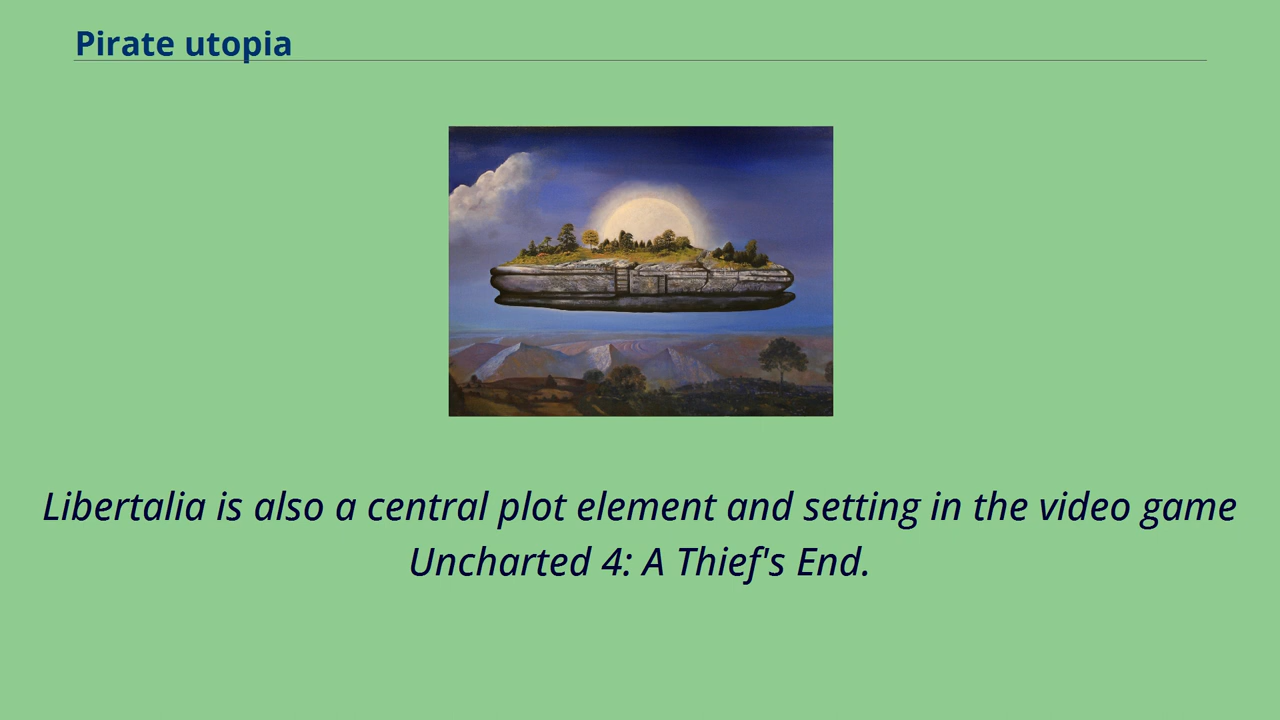 Pirate utopia
Libertalia is also a central plot element and setting in the video game
Uncharted 4: A Thief's End.